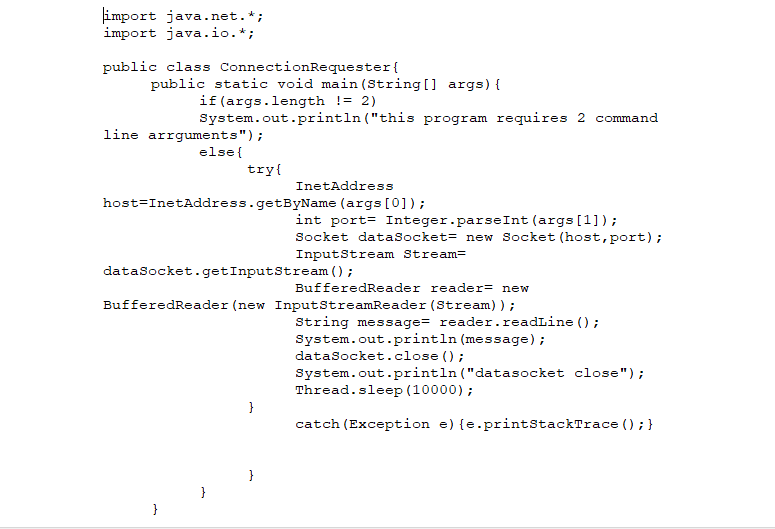 import java.net.*;
import java.io.*;
public class ConnectionRequester{
public static void main(String[] args){
if(args.length != 2)
System.out.println("this program requires 2 command
line arrguments");
else{
try{
InetAddress
host=InetAddress.getByName(args[0]);
int port= Integer.parseInt(args[1]);
Socket dataSocket= new Socket(host,port);
InputStream Stream=
dataSocket.getInputStream();
BufferedReader reader= new
BufferedReader(new InputStreamReader(Stream));
String message= reader.readLine();
System.out.println(message);
dataSocket.close();
System.out.println("datasocket close");
Thread.sleep(10000);
}
catch(Exception e){e.printStackTrace();}
}
}
}